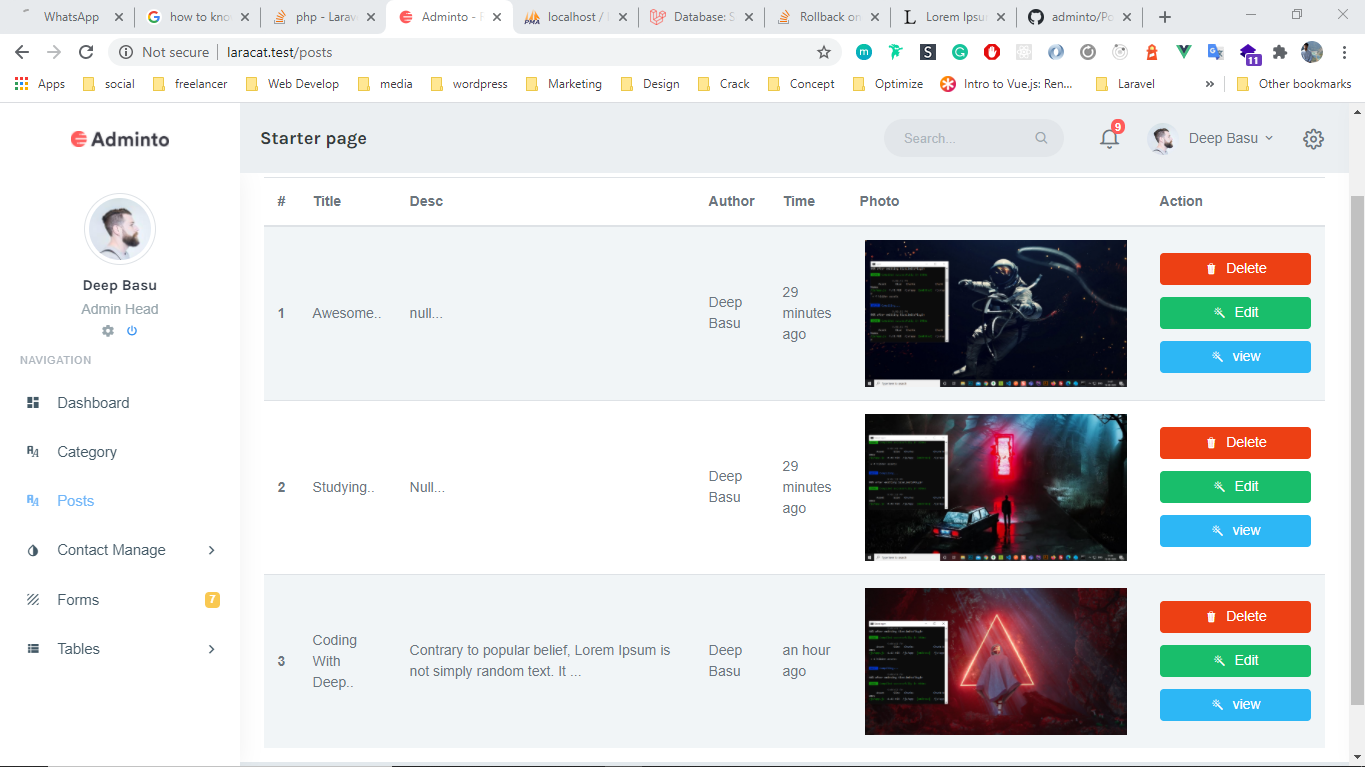 WhatsApp
how to kno
php - Larav
Adminto - R
localhost /
Database: S
Rollback on
Lorem Ipsu
adminto/Po
Not secure
laracat.test/posts
11
Apps
social
freelancer
Web Develop
media
wordpress
Marketing
Design
Crack
Concept
Optimize
Intro to Vue.js: Ren...
Laravel
»
Other bookmarks
Adminto
Starter page
Search...
9
Deep Basu
Deep Basu
Admin Head
NAVIGATION
Dashboard
Category
Posts
Contact Manage
Forms
7
Tables
# Title Desc Author Time Photo Action
1
Awesome..
null...
Deep
Basu
29
minutes
ago
Delete
Edit
view
2
Studying..
Null...
Deep
Basu
29
minutes
ago
Delete
Edit
view
3
Coding
With
Deep..
Contrary to popular belief, Lorem Ipsum is
not simply random text. It ...
Deep
Basu
an hour
ago
Delete
Edit
view